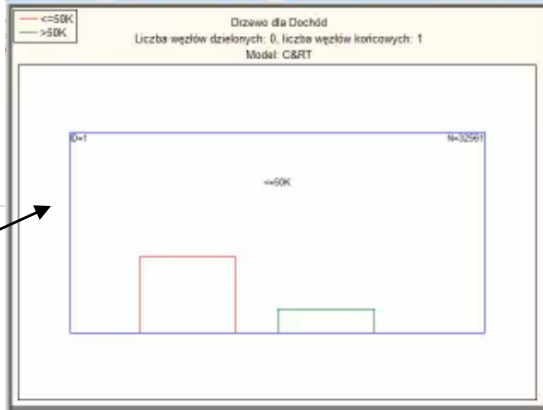 <=50K
>50K
Drzewo dla Dochód
Liczba węzłów dzielonych: 0, liczba węzłów końcowych: 1
Model: C&RT
ID=1
N=32561
<=50K